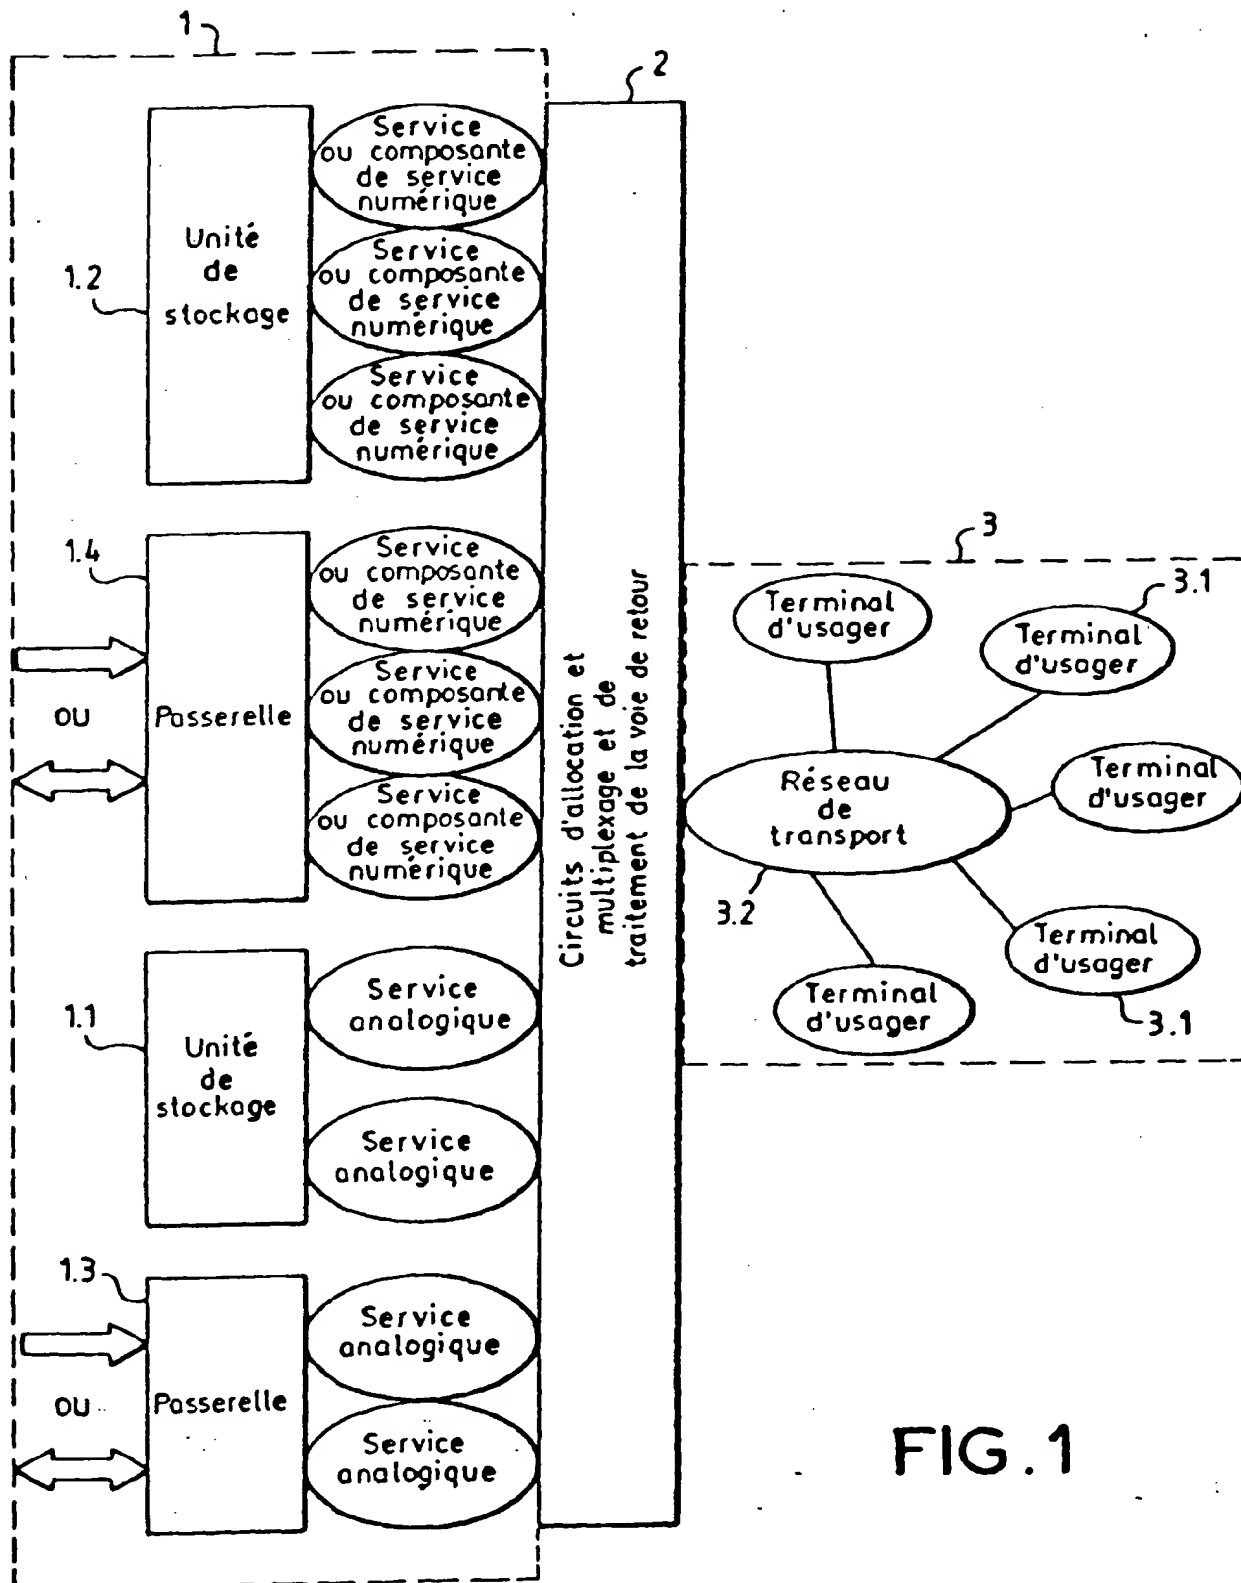 1
2
Service
ou composante
de service
numérique
Service
ou composante
de service
numérique
Service
ou composante
de service
numérique
Unité
de
stockage
1.2
1.4
Service
ou composante
de service
numérique
Service
ou composante
de service
numérique
Service
ou composante
de service
numérique
OU
Passerelle
1.1
Unité
de
stockage
Service
analogique
Service
analogique
1.3
OU
Passerelle
Service
analogique
Service
analogique
Circuits d'allocation et
multiplexage et de
traitement de la voie de retour
3
Terminal
d'usager
3.1
Terminal
d'usager
Terminal
d'usager
Réseau
de
transport
3.2
Terminal
d'usager
3.1
Terminal
d'usager
FIG.1